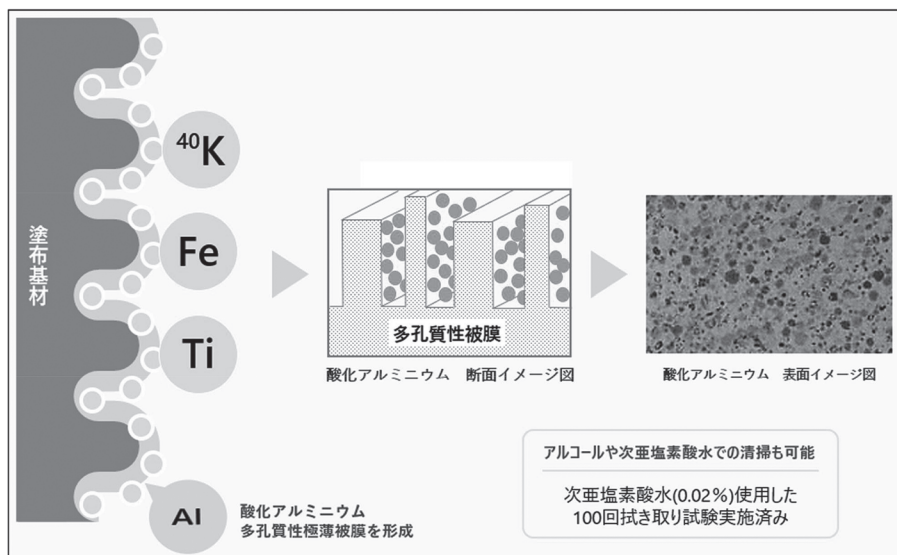 塗布基材
⁴⁰K
Fe
Ti
Al
酸化アルミニウム
多孔質性極薄被膜を形成
多孔質性被膜
酸化アルミニウム　断面イメージ図
酸化アルミニウム　表面イメージ図
アルコールや次亜塩素酸水での清掃も可能
次亜塩素酸水(0.02％)使用した
100回拭き取り試験実施済み